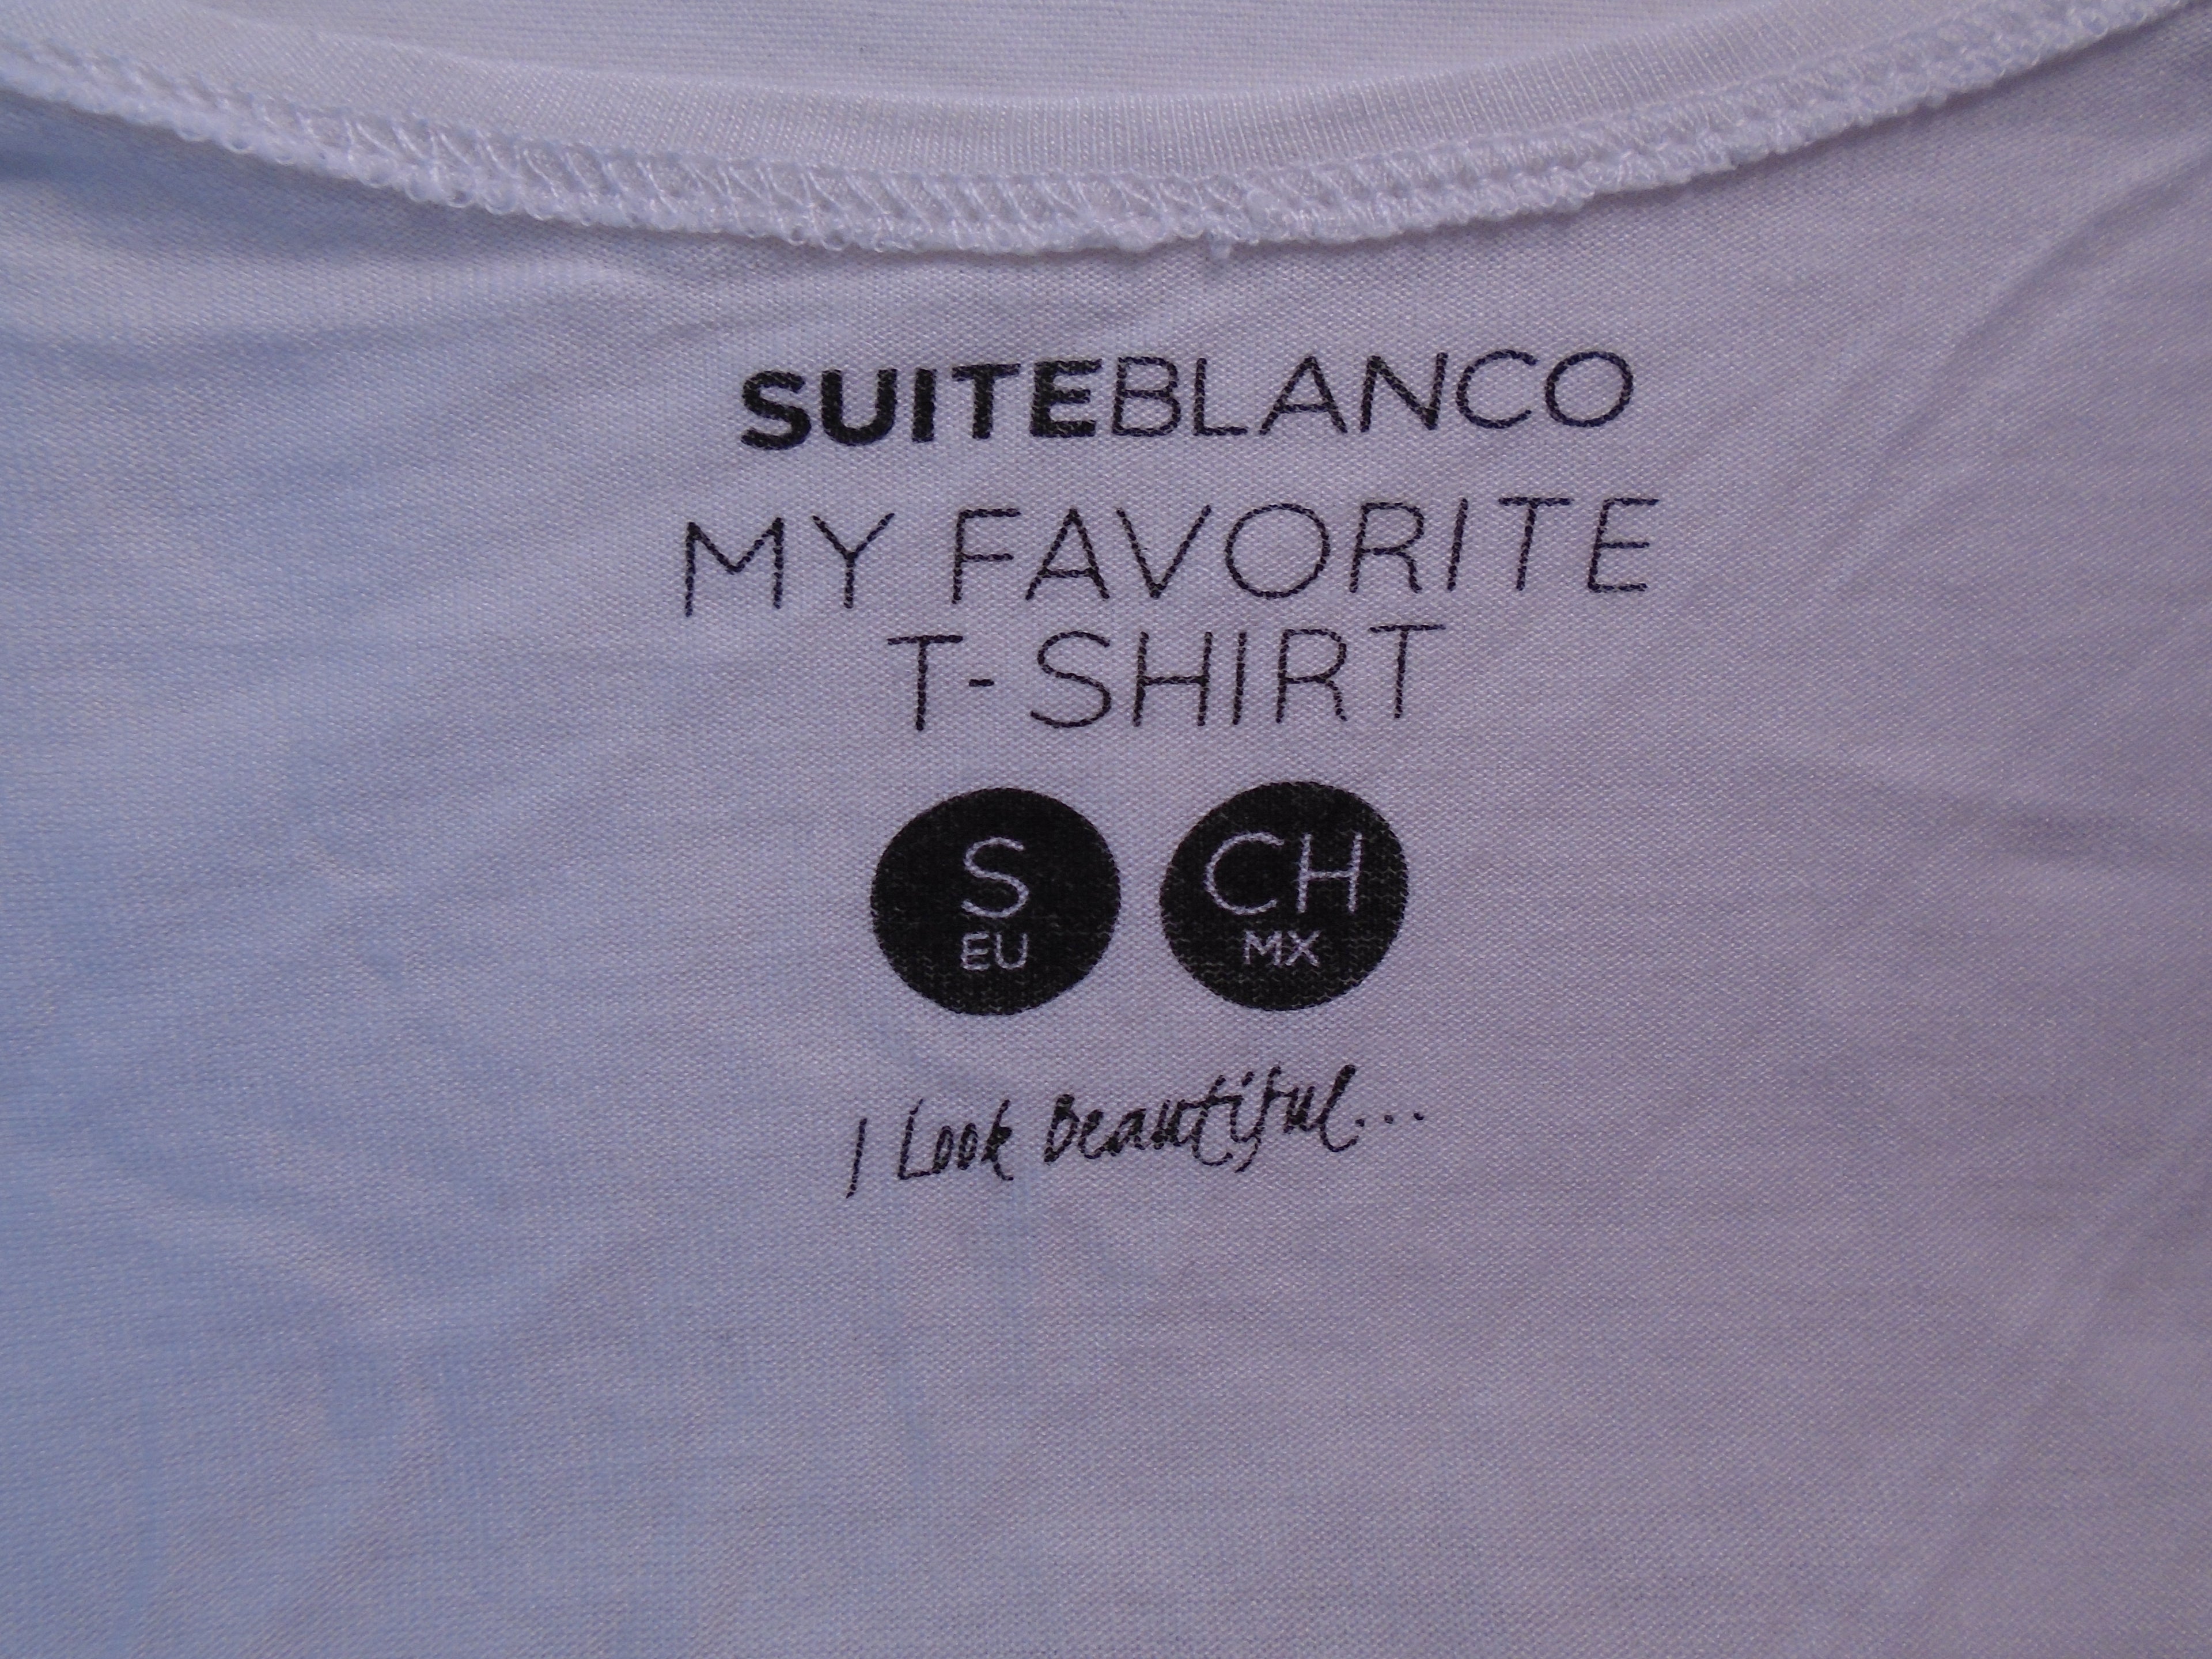 SUITEBLANCO
MY FAVORITE
T-SHIRT
S CH
EU MX
I Look Beautiful...